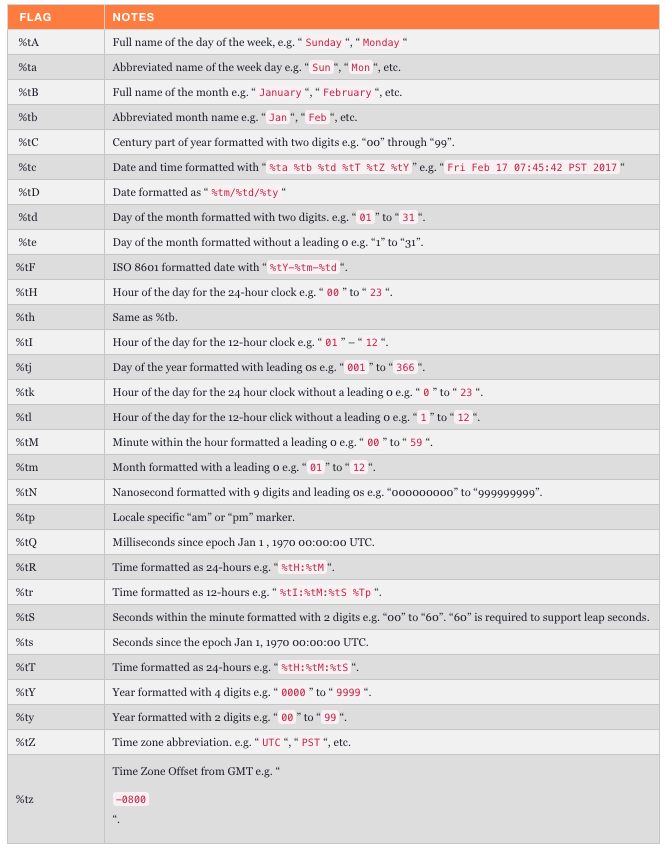 FLAG NOTES
%tA Full name of the day of the week, e.g. “ Sunday “, “ Monday “
%ta Abbreviated name of the week day e.g. “ Sun “, “ Mon “, etc.
%tB Full name of the month e.g. “ January “, “ February “, etc.
%tb Abbreviated month name e.g. “ Jan “, “ Feb “, etc.
%tC Century part of year formatted with two digits e.g. “00” through “99”.
%tc Date and time formatted with “ %ta %tb %td %tT %tZ %tY ” e.g. “ Fri Feb 17 07:45:42 PST 2017 “
%tD Date formatted as “ %tm/%td/%ty “
%td Day of the month formatted with two digits. e.g. “ 01 ” to “ 31 “.
%te Day of the month formatted without a leading 0 e.g. “1” to “31”.
%tF ISO 8601 formatted date with “ %tY-%tm-%td “.
%tH Hour of the day for the 24-hour clock e.g. “ 00 ” to “ 23 “.
%th Same as %tb.
%tI Hour of the day for the 12-hour clock e.g. “ 01 ” – “ 12 “.
%tj Day of the year formatted with leading 0s e.g. “ 001 ” to “ 366 “.
%tk Hour of the day for the 24 hour clock without a leading 0 e.g. “ 0 ” to “ 23 “.
%tl Hour of the day for the 12-hour click without a leading 0 e.g. “ 1 ” to “ 12 “.
%tM Minute within the hour formatted a leading 0 e.g. “ 00 ” to “ 59 “.
%tm Month formatted with a leading 0 e.g. “ 01 ” to “ 12 “.
%tN Nanosecond formatted with 9 digits and leading 0s e.g. “000000000” to “999999999”.
%tp Locale specific “am” or “pm” marker.
%tQ Milliseconds since epoch Jan 1 , 1970 00:00:00 UTC.
%tR Time formatted as 24-hours e.g. “ %tH:%tM “.
%tr Time formatted as 12-hours e.g. “ %tI:%tM:%tS %Tp “.
%tS Seconds within the minute formatted with 2 digits e.g. “00” to “60”. “60” is required to support leap seconds.
%ts Seconds since the epoch Jan 1, 1970 00:00:00 UTC.
%tT Time formatted as 24-hours e.g. “ %tH:%tM:%tS “.
%tY Year formatted with 4 digits e.g. “ 0000 ” to “ 9999 “.
%ty Year formatted with 2 digits e.g. “ 00 ” to “ 99 “.
%tZ Time zone abbreviation. e.g. “ UTC “, “ PST “, etc.
Time Zone Offset from GMT e.g. “
%tz -0800
“.